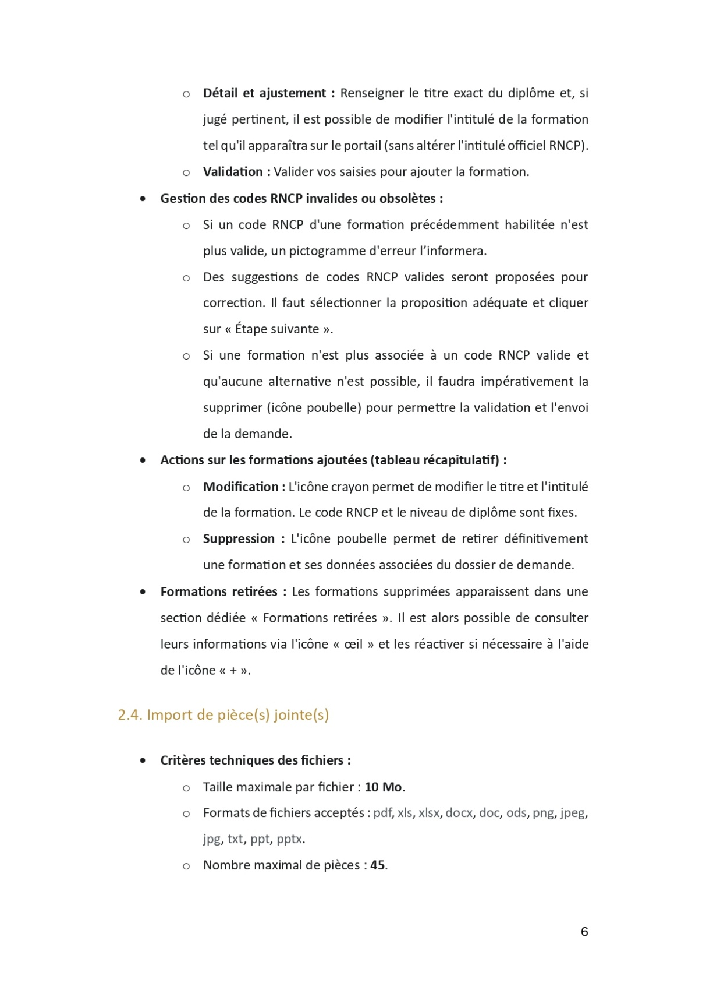 o Détail et ajustement : Renseigner le titre exact du diplôme et, si
jugé pertinent, il est possible de modifier l'intitulé de la formation
tel qu'il apparaîtra sur le portail (sans altérer l'intitulé officiel RNCP).
o Validation : Valider vos saisies pour ajouter la formation.
• Gestion des codes RNCP invalides ou obsolètes :
o Si un code RNCP d'une formation précédemment habilitée n'est
plus valide, un pictogramme d'erreur l’informera.
o Des suggestions de codes RNCP valides seront proposées pour
correction. Il faut sélectionner la proposition adéquate et cliquer
sur « Étape suivante ».
o Si une formation n'est plus associée à un code RNCP valide et
qu'aucune alternative n'est possible, il faudra impérativement la
supprimer (icône poubelle) pour permettre la validation et l'envoi
de la demande.
• Actions sur les formations ajoutées (tableau récapitulatif) :
o Modification : L'icône crayon permet de modifier le titre et l'intitulé
de la formation. Le code RNCP et le niveau de diplôme sont fixes.
o Suppression : L'icône poubelle permet de retirer définitivement
une formation et ses données associées du dossier de demande.
• Formations retirées : Les formations supprimées apparaissent dans une
section dédiée « Formations retirées ». Il est alors possible de consulter
leurs informations via l'icône « œil » et les réactiver si nécessaire à l'aide
de l'icône « + ».
2.4. Import de pièce(s) jointe(s)
• Critères techniques des fichiers :
o Taille maximale par fichier : 10 Mo.
o Formats de fichiers acceptés : pdf, xls, xlsx, docx, doc, ods, png, jpeg,
jpg, txt, ppt, pptx.
o Nombre maximal de pièces : 45.
6